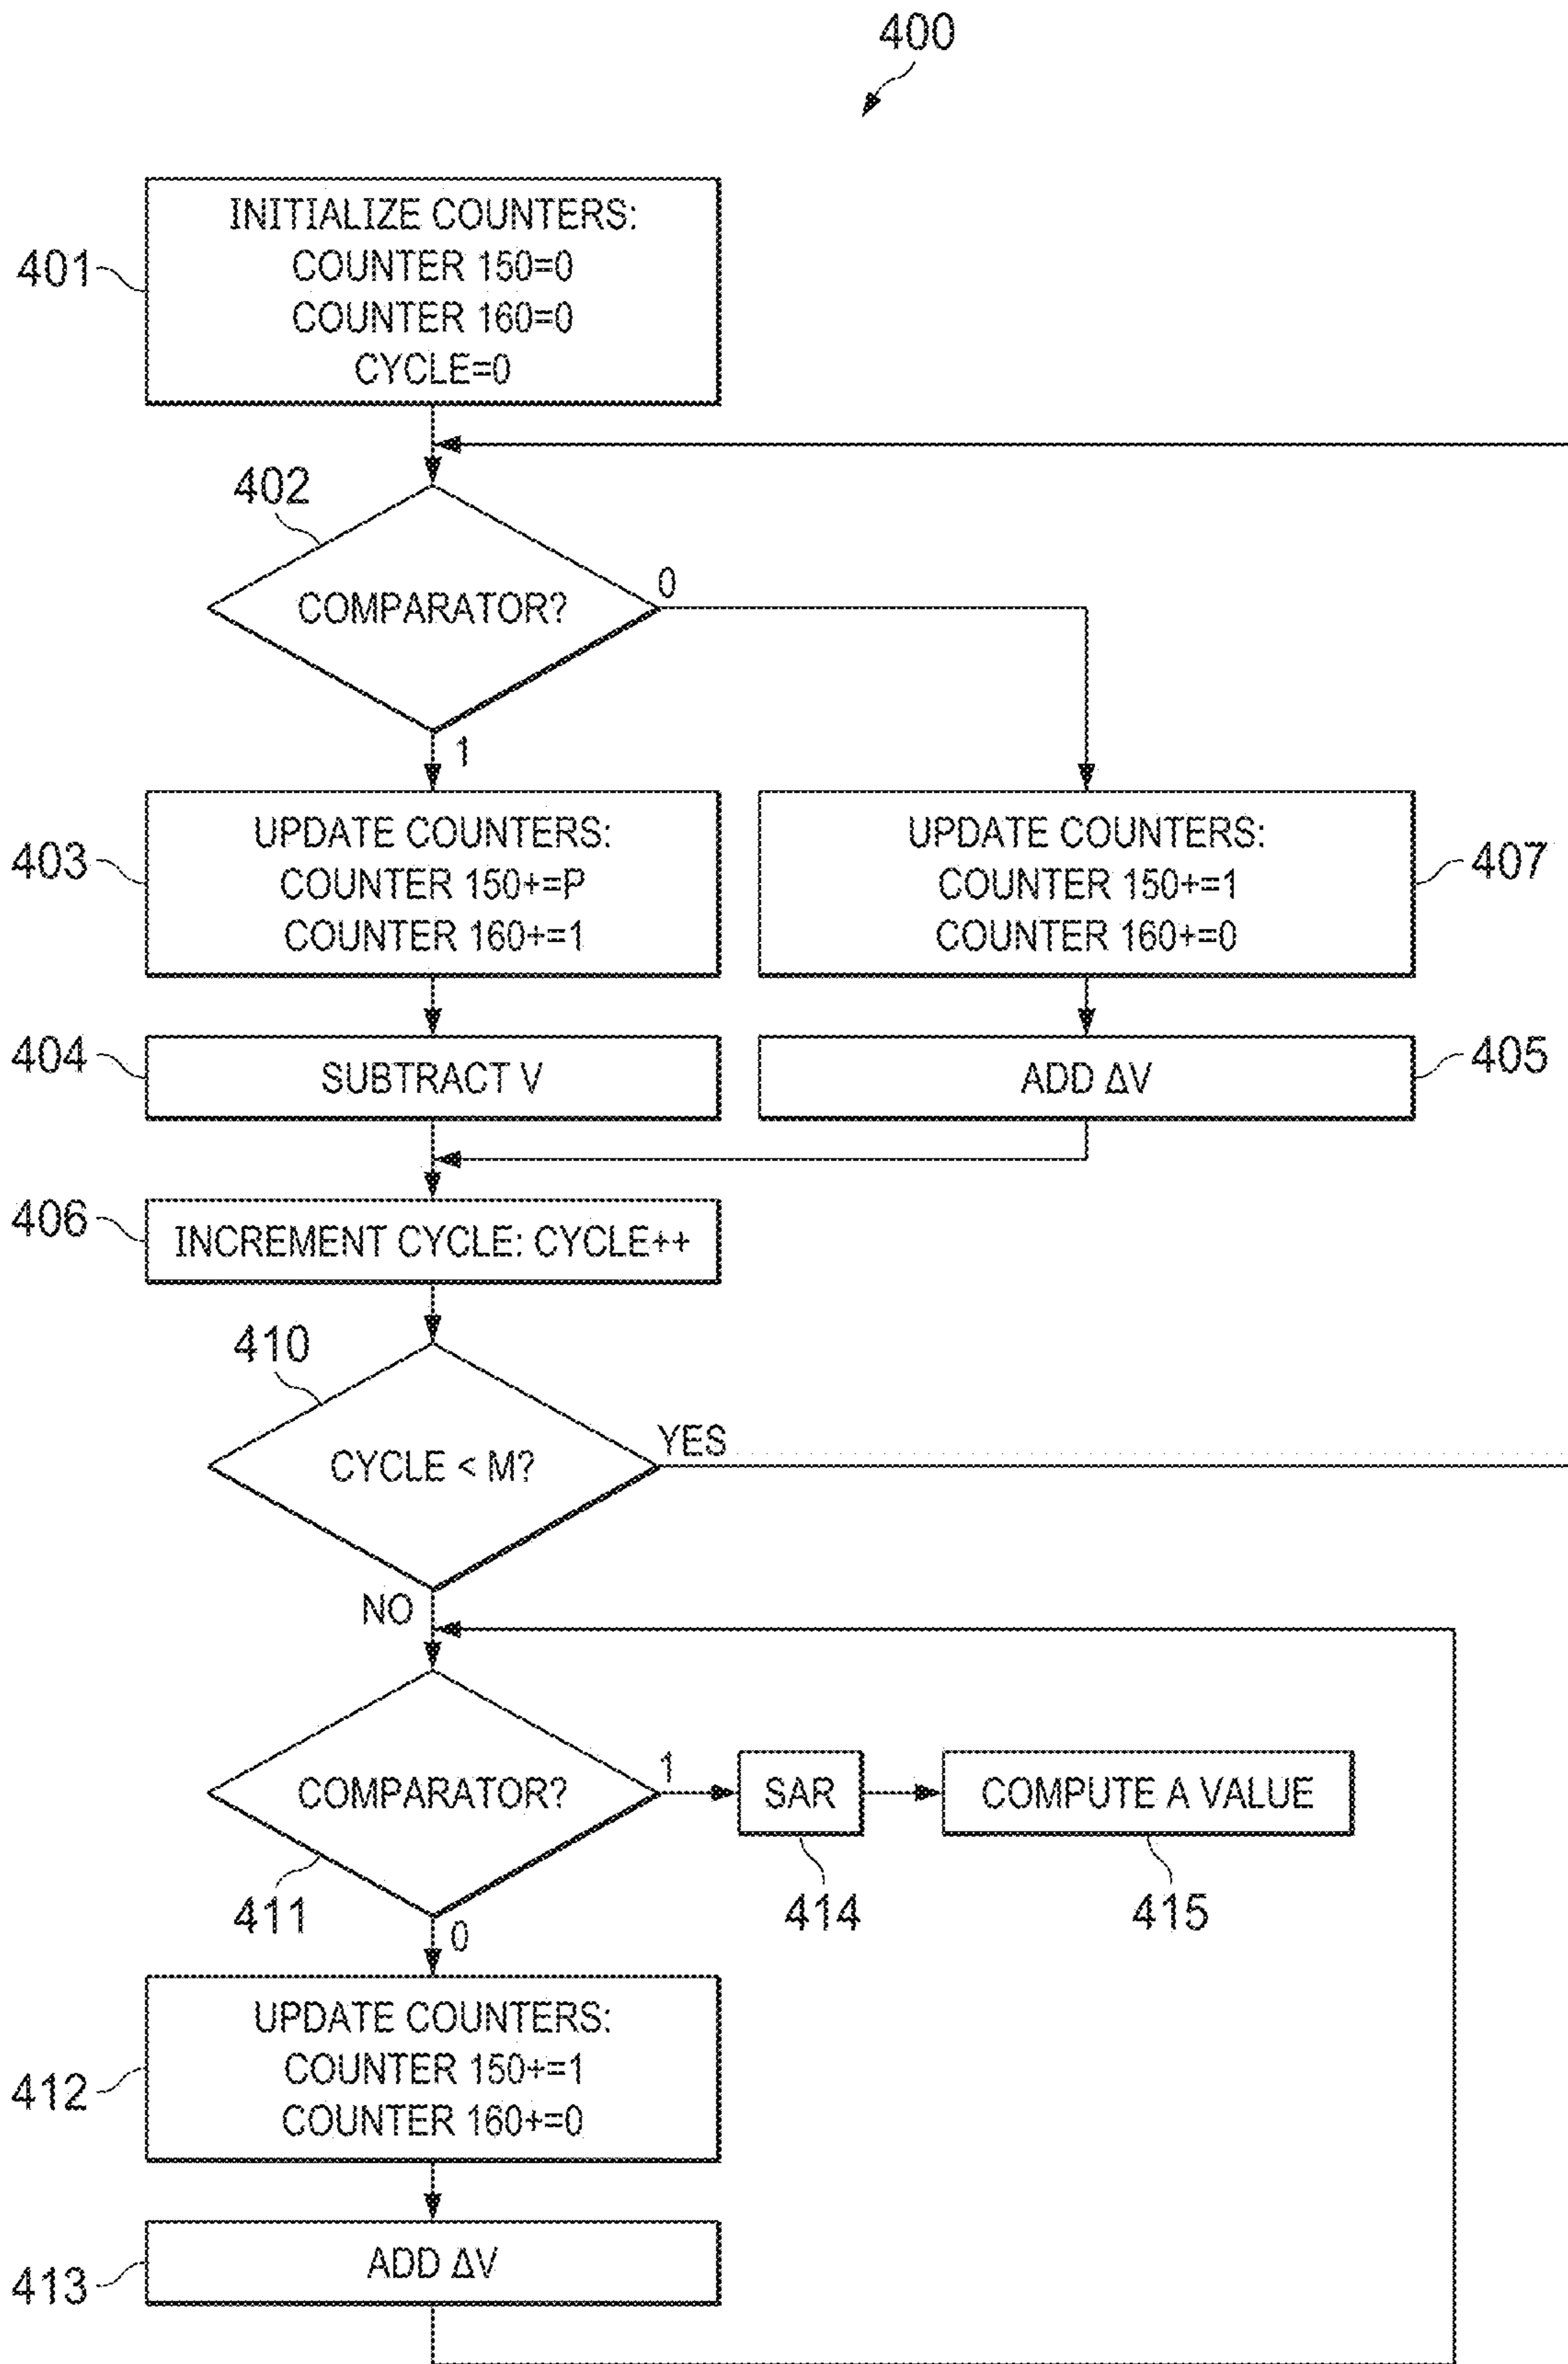 400
401
INITIALIZE COUNTERS:
COUNTER 150=0
COUNTER 160=0
CYCLE=0
402
COMPARATOR?
0
1
403
UPDATE COUNTERS:
COUNTER 150+=P
COUNTER 160+=1
UPDATE COUNTERS:
COUNTER 150+=1
COUNTER 160+=0
407
404
SUBTRACT V
ADD ΔV
405
406
INCREMENT CYCLE: CYCLE++
410
CYCLE < M?
YES
NO
COMPARATOR?
1
SAR
COMPUTE A VALUE
411
414
415
0
412
UPDATE COUNTERS:
COUNTER 150+=1
COUNTER 160+=0
413
ADD ΔV